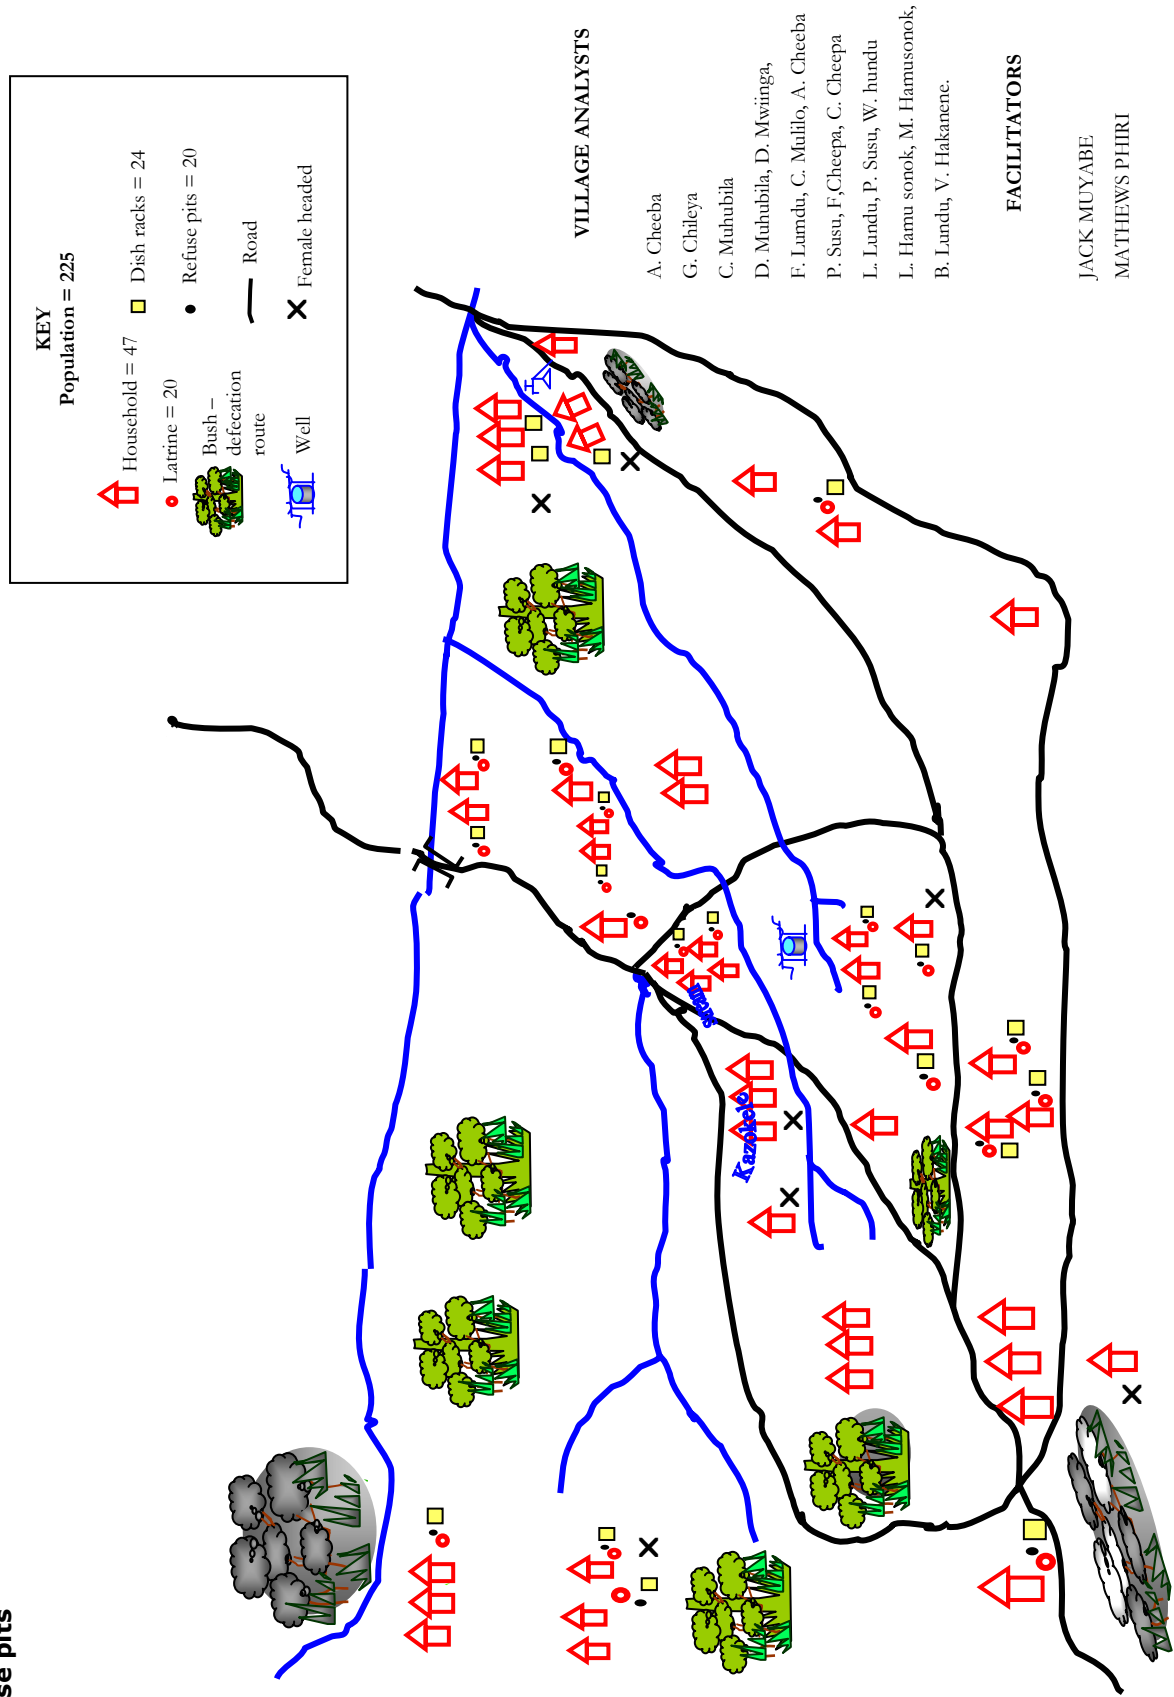 se pits
KEY
Population = 225
Household = 47
Dish racks = 24
Latrine = 20
Refuse pits = 20
Bush –
defecation
route
Road
Well
Female headed
VILLAGE ANALYSTS
A. Cheeba
G. Chileya
C. Muhubila
D. Muhubila, D. Mwiinga,
F. Lumdu, C. Mulilo, A. Cheeba
P. Susu, F,Cheepa, C. Cheepa
L. Lundu, P. Susu, W. hundu
L. Hamu sonok, M. Hamusonok,
B. Lundu, V. Hakanene.
FACILITATORS
JACK MUYABE
MATHEWS PHIRI
Kazokele